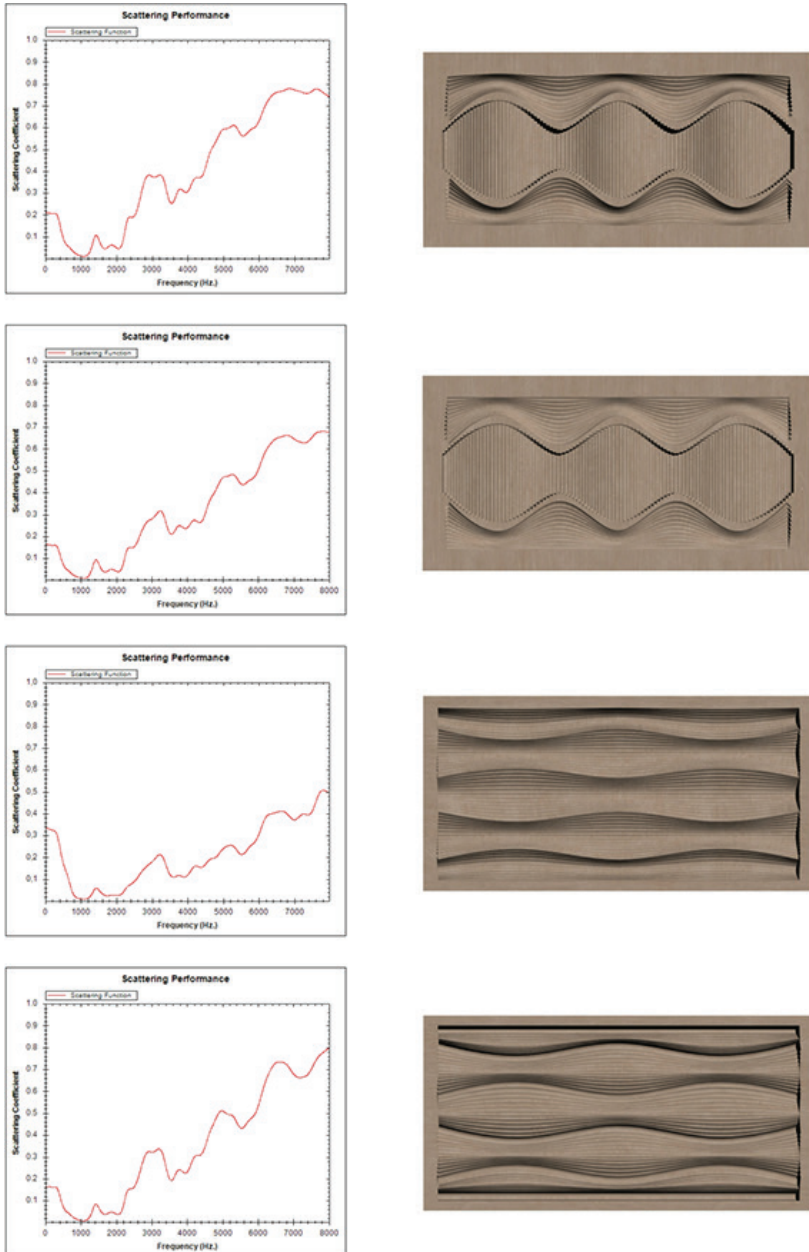 Scattering Performance
Scattering Function
Scattering Coefficient
1.0
0.9
0.8
0.7
0.6
0.5
0.4
0.3
0.2
0.1
0 1000 2000 3000 4000 5000 6000 7000
Frequency (Hz.)
Scattering Performance
Scattering Function
Scattering Coefficient
1.0
0.9
0.8
0.7
0.6
0.5
0.4
0.3
0.2
0.1
0 1000 2000 3000 4000 5000 6000 7000 8000
Frequency (Hz.)
Scattering Performance
Scattering Function
Scattering Coefficient
1,0
0,9
0,8
0,7
0,6
0,5
0,4
0,3
0,2
0,1
0 1000 2000 3000 4000 5000 6000 7000
Frequency (Hz.)
Scattering Performance
Scattering Function
Scattering Coefficient
1.0
0.9
0.8
0.7
0.6
0.5
0.4
0.3
0.2
0.1
0 1000 2000 3000 4000 5000 6000 7000 8000
Frequency (Hz.)